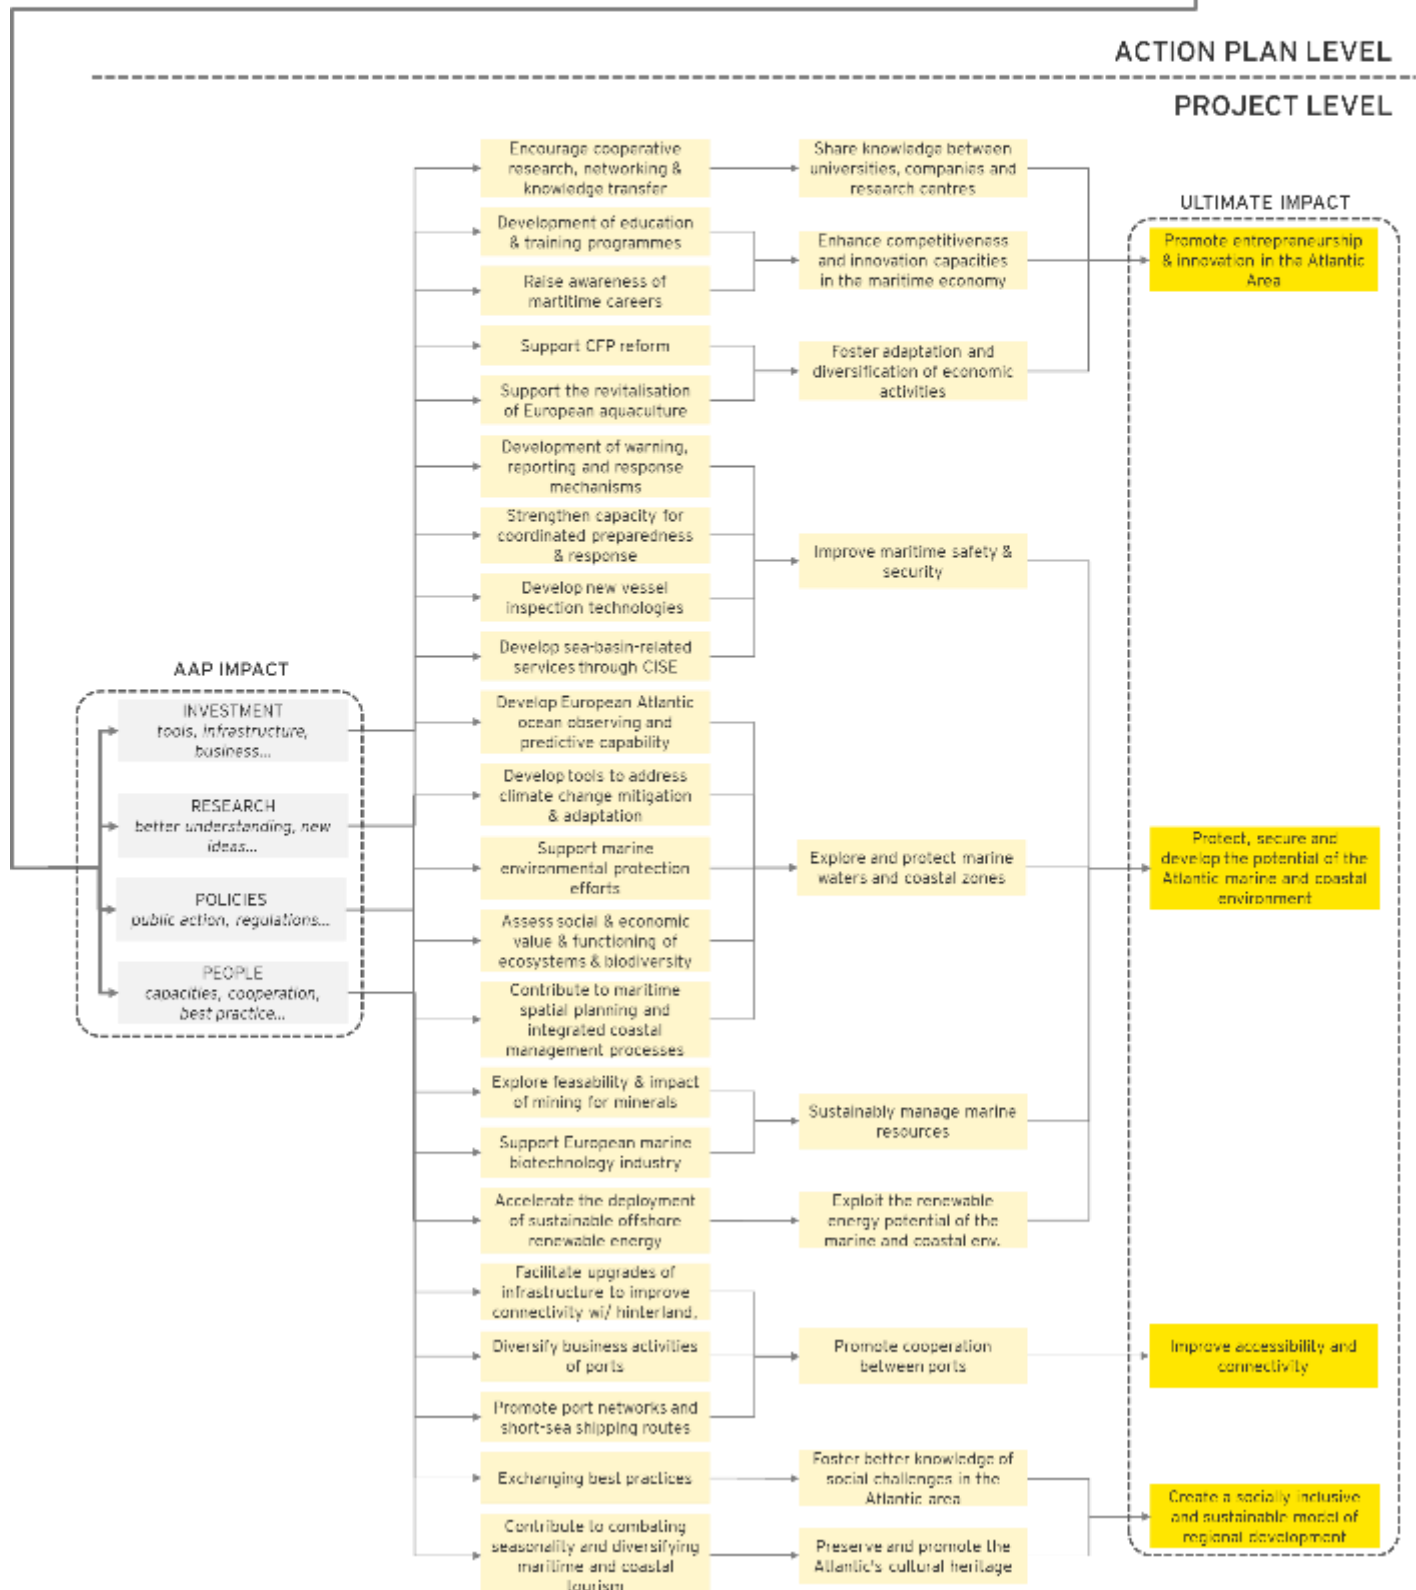 ACTION PLAN LEVEL
PROJECT LEVEL
Encourage cooperative
research, networking &
knowledge transfer
Share knowledge between
universities, companies and
research centres
ULTIMATE IMPACT
Development of education
& training programmes
Enhance competitiveness
and innovation capacities
in the maritime economy
Promote entrepreneurship
& innovation in the Atlantic
Area
Raise awareness of
martitime careers
Support CFP reform
Foster adaptation and
diversification of economic
activities
Support the revitalisation
of European aquaculture
Development of warning,
reporting and response
mechanisms
Strengthen capacity for
coordinated preparedness
& response
Improve maritime safety &
security
Develop new vessel
inspection technologies
Develop sea-basin-related
services through CISE
AAP IMPACT
INVESTMENT
tools, infrastructure,
business...
RESEARCH
better understanding, new
ideas...
POLICIES
public action, regulations...
PEOPLE
capacities, cooperation,
best practice...
Develop European Atlantic
ocean observing and
predictive capability
Develop tools to address
climate change mitigation
& adaptation
Support marine
environmental protection
efforts
Explore and protect marine
waters and coastal zones
Protect, secure and
develop the potential of the
Atlantic marine and coastal
environment
Assess social & economic
value & functioning of
ecosystems & biodiversity
Contribute to maritime
spatial planning and
integrated coastal
management processes
Explore feasability & impact
of mining for minerals
Sustainably manage marine
resources
Support European marine
biotechnology industry
Accelerate the deployment
of sustainable offshore
renewable energy
Exploit the renewable
energy potential of the
marine and coastal env.
Facilitate upgrades of
infrastructure to improve
connectivity w/ hinterland,
Diversify business activities
of ports
Promote cooperation
between ports
Improve accessibility and
connectivity
Promote port networks and
short-sea shipping routes
Exchanging best practices
Foster better knowledge of
social challenges in the
Atlantic area
Create a socially inclusive
and sustainable model of
regional development
Contribute to combating
seasonality and diversifying
maritime and coastal
tourism
Preserve and promote the
Atlantic's cultural heritage